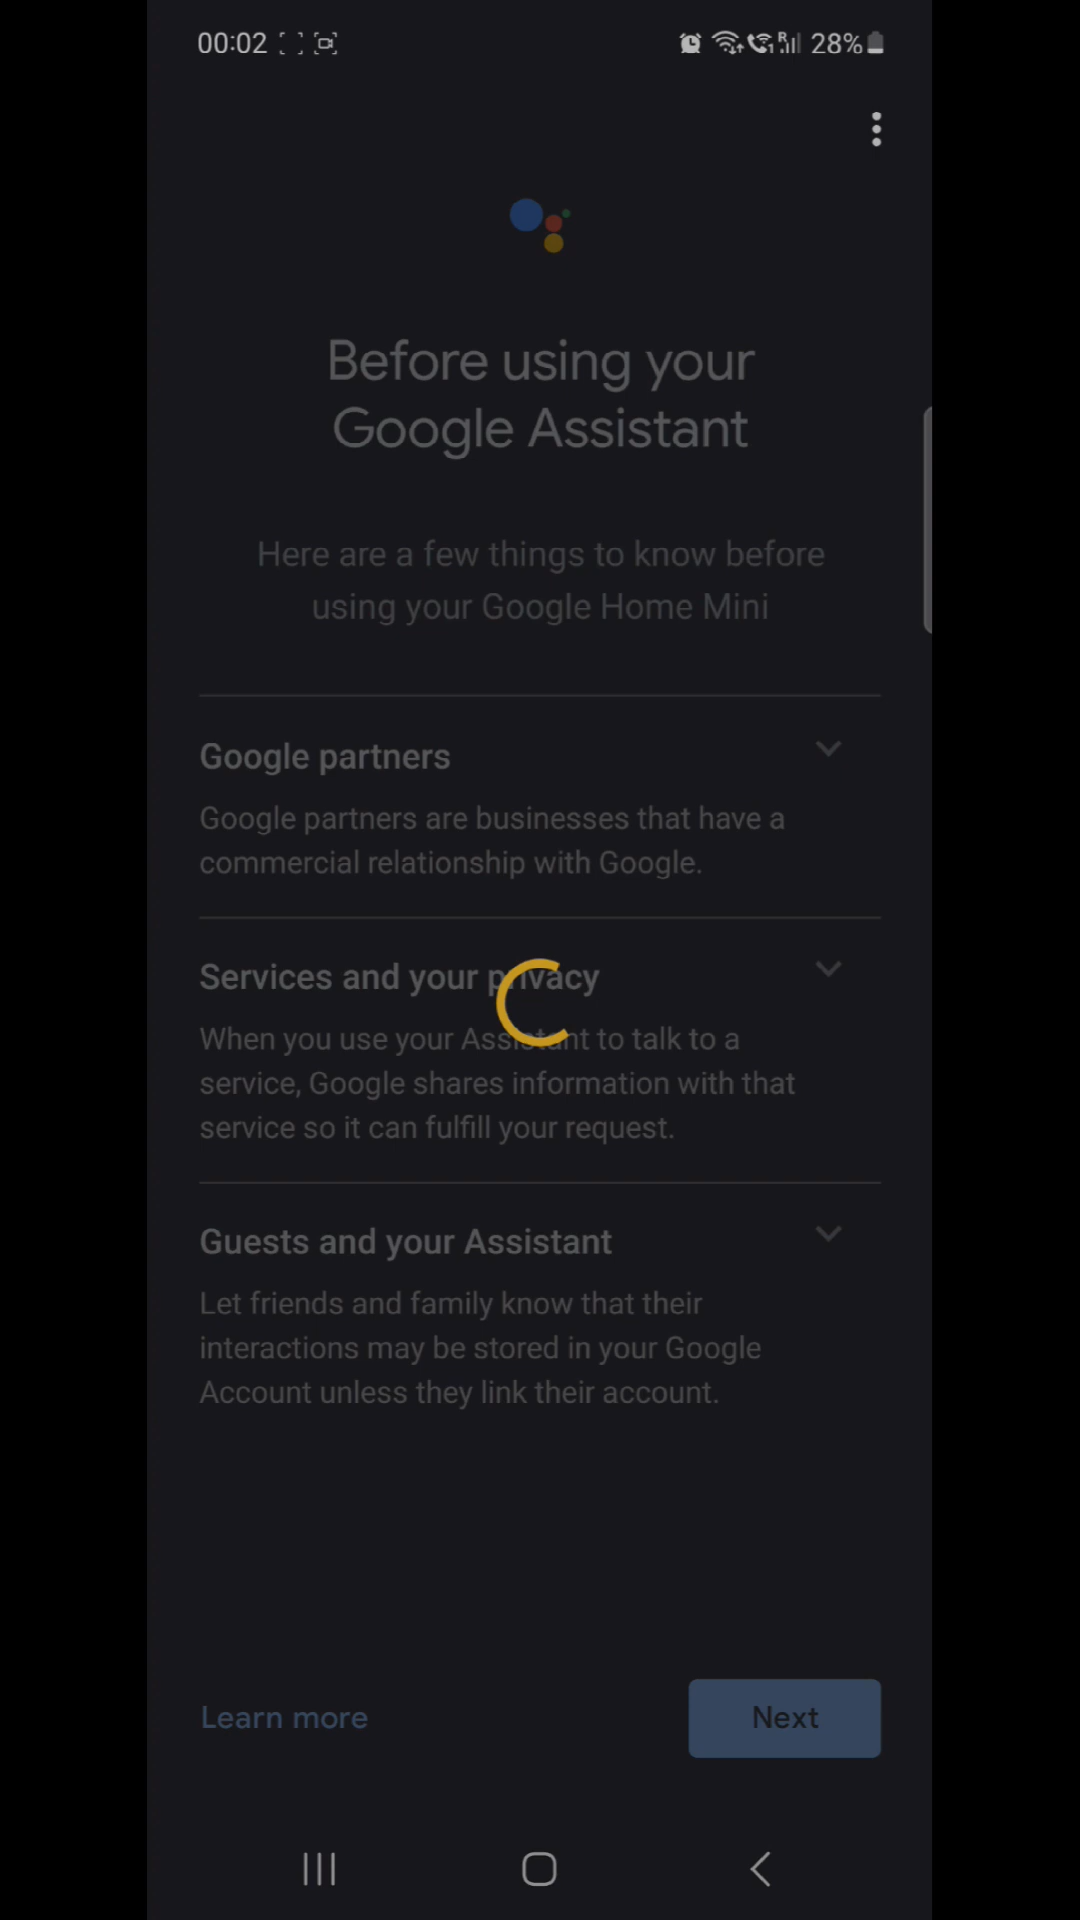 00:02
28%
Before using your
Google Assistant
Here are a few things to know before
using your Google Home Mini
Google partners
Google partners are businesses that have a
commercial relationship with Google.
Services and your privacy
When you use your Assistant to talk to a
service, Google shares information with that
service so it can fulfill your request.
Guests and your Assistant
Let friends and family know that their
interactions may be stored in your Google
Account unless they link their account.
Learn more
Next